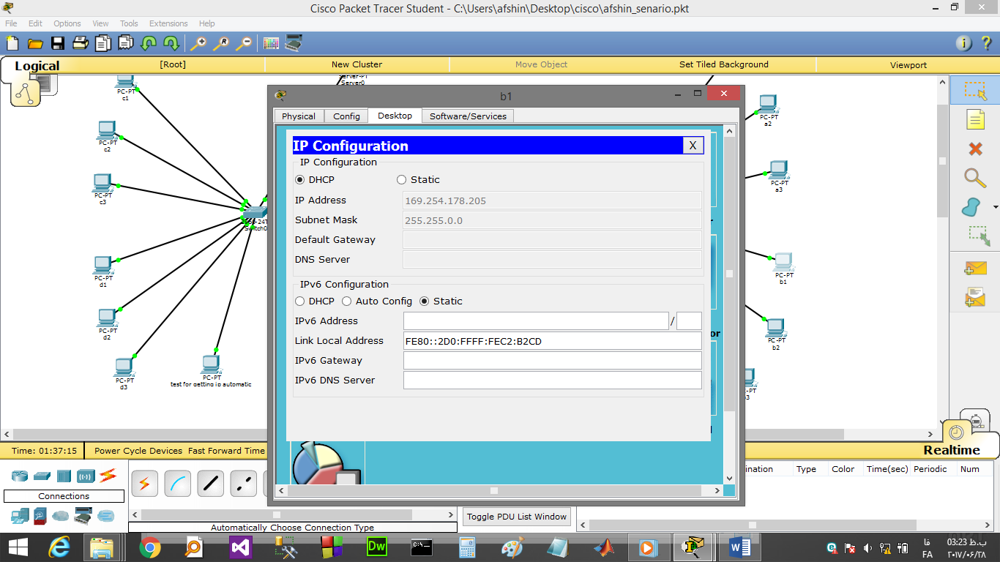 Cisco Packet Tracer Student - C:\Users\afshin\Desktop\cisco\afshin_senario.pkt
File Edit Options View Tools Extensions Help
Logical [Root] New Cluster Move Object Set Tiled Background Viewport
Server-PT
Server0
PC-PT
c1
PC-PT
c2
PC-PT
c3
Switch0
PC-PT
d1
PC-PT
d2
PC-PT
d3
PC-PT
test for getting ip automatic
PC-PT
a2
PC-PT
a3
PC-PT
b1
PC-PT
b2
b1
Physical Config Desktop Software/Services
IP Configuration X
IP Configuration
DHCP Static
IP Address 169.254.178.205
Subnet Mask 255.255.0.0
Default Gateway
DNS Server
IPv6 Configuration
DHCP Auto Config Static
IPv6 Address /
Link Local Address FE80::2D0:FFFF:FEC2:B2CD
IPv6 Gateway
IPv6 DNS Server
or
Time: 01:37:15 Power Cycle Devices Fast Forward Time Realtime
Connections
Automatically Choose Connection Type
Toggle PDU List Window
ination Type Color Time(sec) Periodic Num
Dw
فا
FA
03:23 ب.ظ
۲۰۱۷/۰۶/۲۸